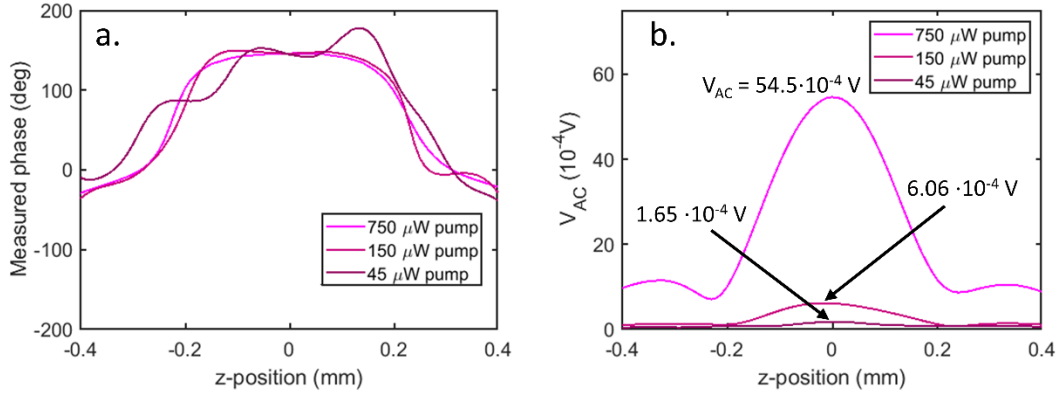 a.
Measured phase (deg)
200
100
0
-100
-200
750 μW pump
150 μW pump
45 μW pump
-0.4
-0.2
0
0.2
0.4
z-position (mm)
b.
V_AC (10⁻⁴V)
60
40
20
0
750 μW pump
150 μW pump
45 μW pump
V_AC = 54.5·10⁻⁴ V
6.06 ·10⁻⁴ V
1.65 ·10⁻⁴ V
-0.4
-0.2
0
0.2
0.4
z-position (mm)